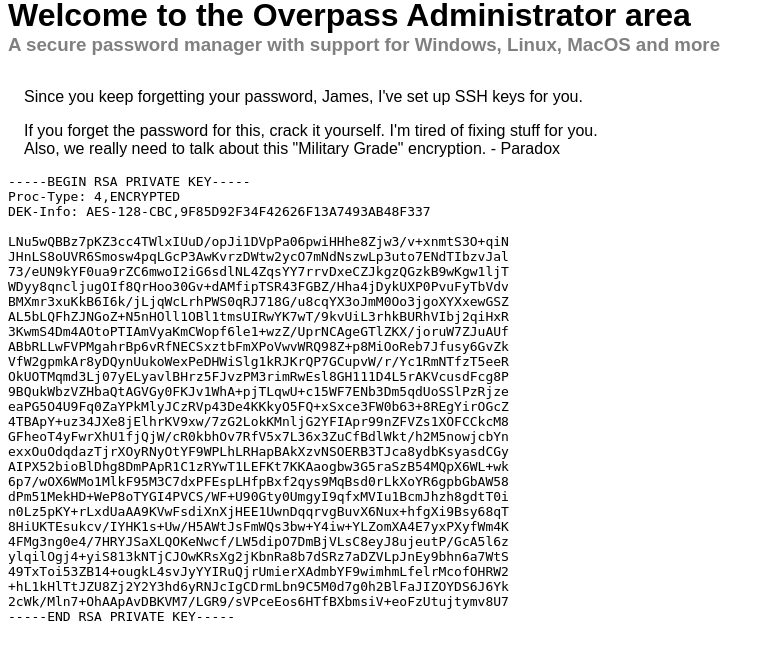 Welcome to the Overpass Administrator area
A secure password manager with support for Windows, Linux, MacOS and more
Since you keep forgetting your password, James, I've set up SSH keys for you.
If you forget the password for this, crack it yourself. I'm tired of fixing stuff for you.
Also, we really need to talk about this "Military Grade" encryption. - Paradox
-----BEGIN RSA PRIVATE KEY-----
Proc-Type: 4,ENCRYPTED
DEK-Info: AES-128-CBC,9F85D92F34F42626F13A7493AB48F337
LNu5wQBBz7pKZ3cc4TWlxIUuD/opJi1DVpPa06pwiHHhe8Zjw3/v+xnmtS3O+qiN
JHnLS8oUVR6Smosw4pqLGcP3AwKvrzDWtw2ycO7mNdNszwLp3uto7ENdTIbzvJal
73/eUN9kYF0ua9rZC6mwoI2iG6sdlNL4ZqsYY7rrvDxeCZJkgzQGzkB9wKgw1ljT
WDyy8qncljugOIf8QrHoo30Gv+dAMfipTSR43FGBZ/Hha4jDykUXP0PvuFyTbVdv
BMXmr3xuKkB6I6k/jLjqWcLrhPWS0qRJ718G/u8cqYX3oJmM0Oo3jgoXYXxewGSZ
AL5bLQFhZJNGoZ+N5nHOll1OBl1tmsUIRwYK7wT/9kvUiL3rhkBURhVIbj2qiHxR
3KwmS4Dm4AOtoPTIAmVyaKmCWopf6le1+wzZ/UprNCAgeGTlZKX/joruW7ZJuAUf
ABbRLLwFVPMgahrBp6vRfNECSxztbFmXPoVwvWRQ98Z+p8MiOoReb7Jfusy6GvZk
VfW2gpmkAr8yDQynUukoWexPeDHWiSlg1kRJKrQP7GCupvW/r/Yc1RmNTfzT5eeR
OkUOTMqmd3Lj07yELyavlBHrz5FJvzPM3rimRwEsl8GH111D4L5rAKVcusdFcg8P
9BQukWbzVZHbaQtAGVGy0FKJv1WhA+pjTLqwU+c15WF7ENb3Dm5qdUoSSlPzRjze
eaPG5O4U9Fq0ZaYPkMlyJCzRVp43De4KKkyO5FQ+xSxce3FW0b63+8REgYirOGcZ
4TBApY+uz34JXe8jElhrKV9xw/7zG2LokKMnljG2YFIApr99nZFVZs1XOFCCkcM8
GFheoT4yFwrXhU1fjQjW/cR0kbhOv7RfV5x7L36x3ZuCfBdlWkt/h2M5nowjcbYn
exxOuOdqdazTjrXOyRNyOtYF9WPLhLRHapBAkXzvNSOERB3TJca8ydbKsyasdCGy
AIPX52bioBlDhg8DmPApR1C1zRYwT1LEFKt7KKAaogbw3G5raSzB54MQpX6WL+wk
6p7/wOX6WMo1MlkF95M3C7dxPFEspLHfpBxf2qys9MqBsd0rLkXoYR6gpbGbAW58
dPm51MekHD+WeP8oTYGI4PVCS/WF+U90Gty0UmgyI9qfxMVIu1BcmJhzh8gdtT0i
n0Lz5pKY+rLxdUaAA9KVwFsdiXnXjHEE1UwnDqqrvgBuvX6Nux+hfgXi9Bsy68qT
8HiUKTEsukcv/IYHK1s+Uw/H5AWtJsFmWQs3bw+Y4iw+YLZomXA4E7yxPXyfWm4K
4FMg3ng0e4/7HRYJSaXLQOKeNwcf/LW5dipO7DmBjVLsC8eyJ8ujeutP/GcA5l6z
ylqilOgj4+yiS813kNTjCJOwKRsXg2jKbnRa8b7dSRz7aDZVLpJnEy9bhn6a7WtS
49TxToi53ZB14+ougkL4svJyYYIRuQjrUmierXAdmbYF9wimhmLfelrMcofOHRW2
+hL1kHlTtJZU8Zj2Y2Y3hd6yRNJcIgCDrmLbn9C5M0d7g0h2BlFaJIZOYDS6J6Yk
2cWk/Mln7+OhAApAvDBKVM7/LGR9/sVPceEos6HTfBXbmsiV+eoFzUtujtymv8U7
-----END RSA PRIVATE KEY-----